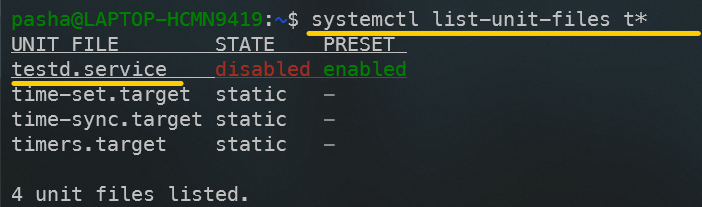 pasha@LAPTOP-HCMN9419:~$ systemctl list-unit-files t*
UNIT FILE STATE PRESET
testd.service disabled enabled
time-set.target static –
time-sync.target static –
timers.target static –
4 unit files listed.